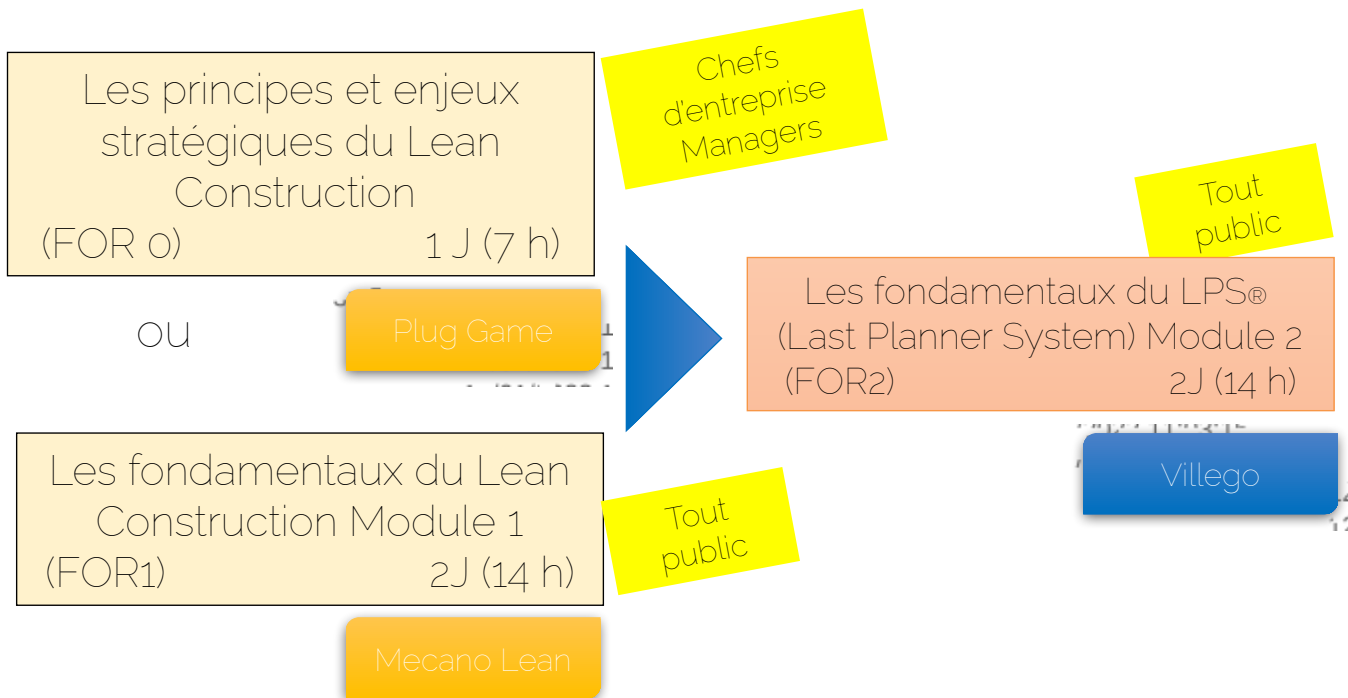 Les principes et enjeux
stratégiques du Lean
Construction
(FOR 0) 1 J (7 h)
Chefs
d'entreprise
Managers
ou
Plug Game
Les fondamentaux du Lean
Construction Module 1
(FOR1) 2J (14 h)
Tout
public
Mecano Lean
Tout
public
Les fondamentaux du LPS®
(Last Planner System) Module 2
(FOR2) 2J (14 h)
Villego